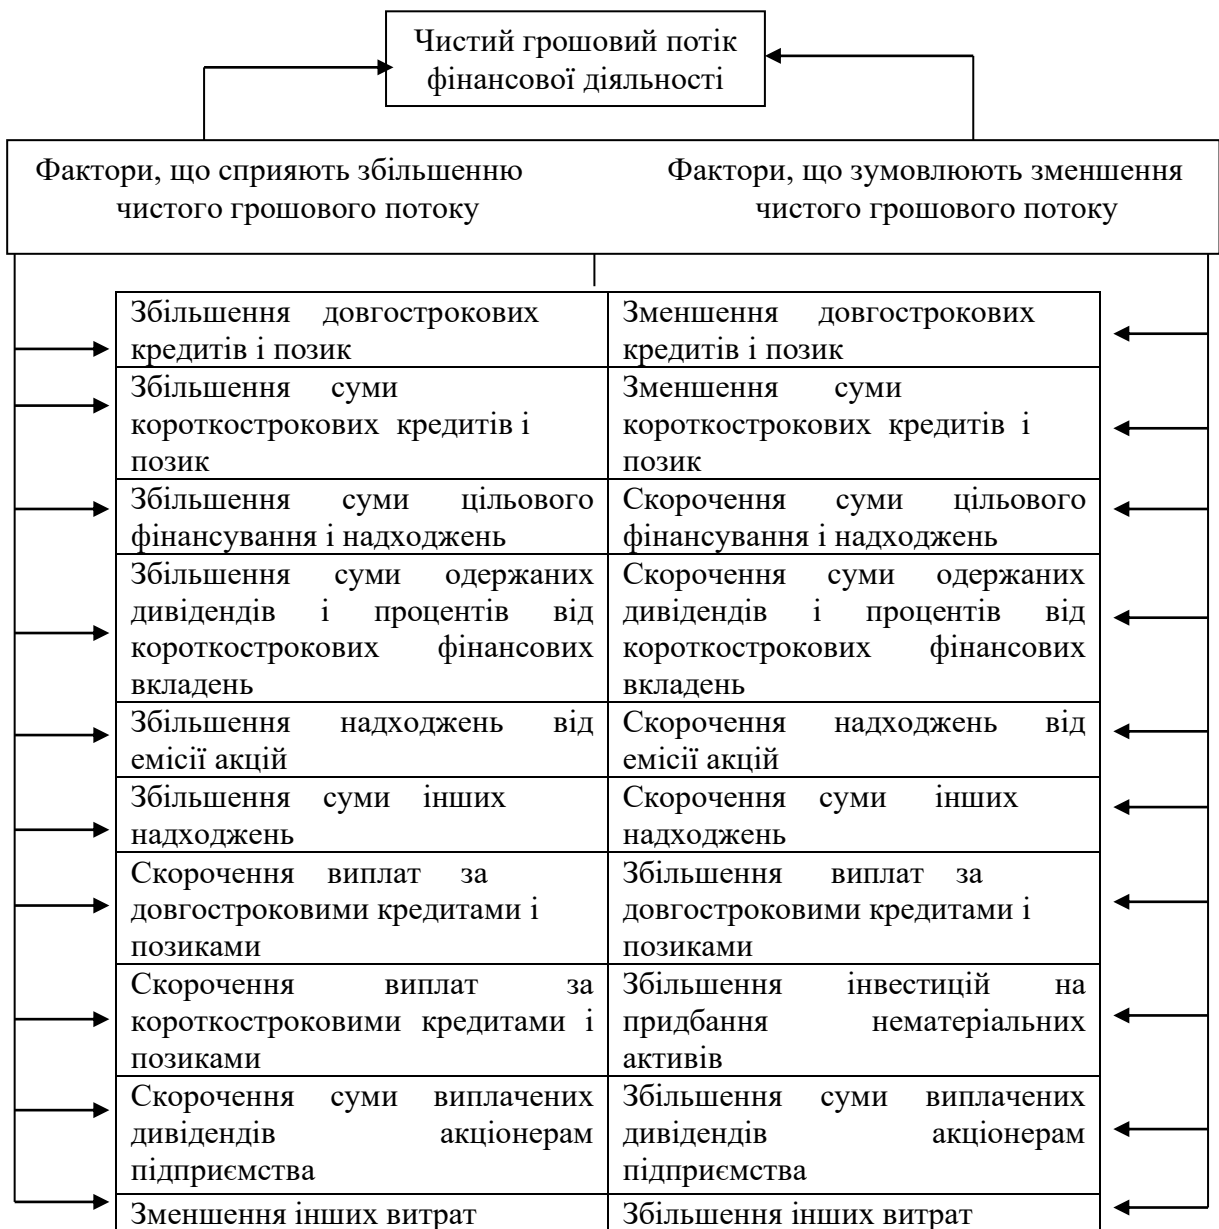 Чистий грошовий потік
фінансової діяльності
Фактори, що сприяють збільшенню
чистого грошового потоку
Фактори, що зумовлюють зменшення
чистого грошового потоку
Збільшення довгострокових
кредитів і позик
Зменшення довгострокових
кредитів і позик
Збільшення суми
короткострокових кредитів і
позик
Зменшення суми
короткострокових кредитів і
позик
Збільшення суми цільового
фінансування і надходжень
Скорочення суми цільового
фінансування і надходжень
Збільшення суми одержаних
дивідендів і процентів від
короткострокових фінансових
вкладень
Скорочення суми одержаних
дивідендів і процентів від
короткострокових фінансових
вкладень
Збільшення надходжень від
емісії акцій
Скорочення надходжень від
емісії акцій
Збільшення суми інших
надходжень
Скорочення суми інших
надходжень
Скорочення виплат за
довгостроковими кредитами і
позиками
Збільшення виплат за
довгостроковими кредитами і
позиками
Скорочення виплат за
короткостроковими кредитами і
позиками
Збільшення інвестицій на
придбання нематеріальних
активів
Скорочення суми виплачених
дивідендів акціонерам
підприємства
Збільшення суми виплачених
дивідендів акціонерам
підприємства
Зменшення інших витрат
Збільшення інших витрат